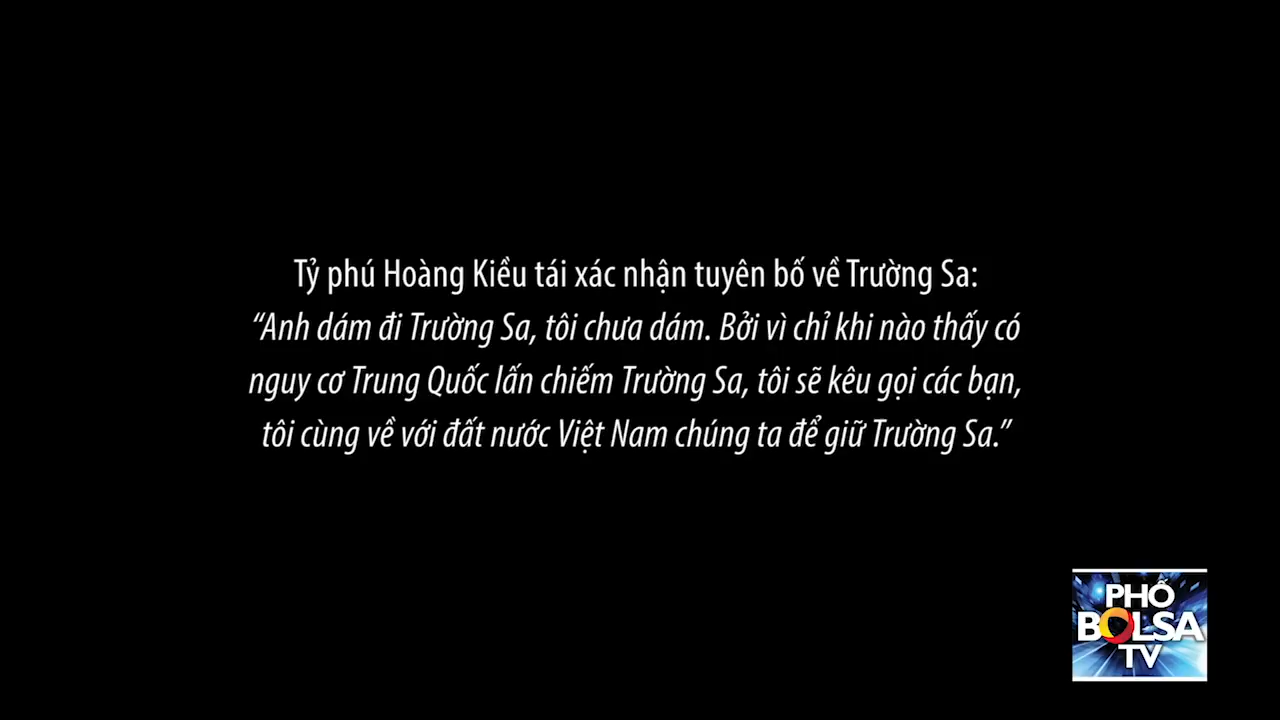 Tỷ phú Hoàng Kiều tái xác nhận tuyên bố về Trường Sa:
“Anh dám đi Trường Sa, tôi chưa dám. Bởi vì chỉ khi nào thấy có
nguy cơ Trung Quốc lấn chiếm Trường Sa, tôi sẽ kêu gọi các bạn,
tôi cùng về với đất nước Việt Nam chúng ta để giữ Trường Sa.”
PHỐ
BOLSA
TV